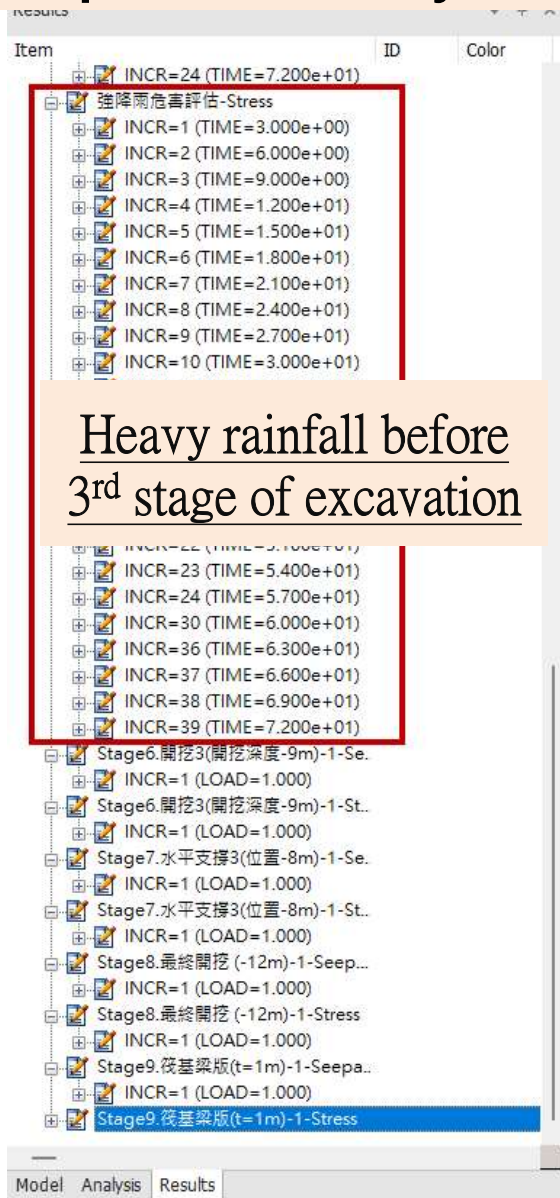 Results
Item ID Color
INCR=24 (TIME=7.200e+01)
強降雨危害評估-Stress
INCR=1 (TIME=3.000e+00)
INCR=2 (TIME=6.000e+00)
INCR=3 (TIME=9.000e+00)
INCR=4 (TIME=1.200e+01)
INCR=5 (TIME=1.500e+01)
INCR=6 (TIME=1.800e+01)
INCR=7 (TIME=2.100e+01)
INCR=8 (TIME=2.400e+01)
INCR=9 (TIME=2.700e+01)
INCR=10 (TIME=3.000e+01)
Heavy rainfall before
3rd stage of excavation
INCR=22 (TIME=5.100e+01)
INCR=23 (TIME=5.400e+01)
INCR=24 (TIME=5.700e+01)
INCR=30 (TIME=6.000e+01)
INCR=36 (TIME=6.300e+01)
INCR=37 (TIME=6.600e+01)
INCR=38 (TIME=6.900e+01)
INCR=39 (TIME=7.200e+01)
Stage6.開挖3(開挖深度-9m)-1-Se.
INCR=1 (LOAD=1.000)
Stage6.開挖3(開挖深度-9m)-1-St..
INCR=1 (LOAD=1.000)
Stage7.水平支撐3(位置-8m)-1-Se.
INCR=1 (LOAD=1.000)
Stage7.水平支撐3(位置-8m)-1-St..
INCR=1 (LOAD=1.000)
Stage8.最終開挖 (-12m)-1-Seep...
INCR=1 (LOAD=1.000)
Stage8.最終開挖 (-12m)-1-Stress
INCR=1 (LOAD=1.000)
Stage9.筏基梁版(t=1m)-1-Seepa..
INCR=1 (LOAD=1.000)
Stage9.筏基梁版(t=1m)-1-Stress
Model Analysis Results